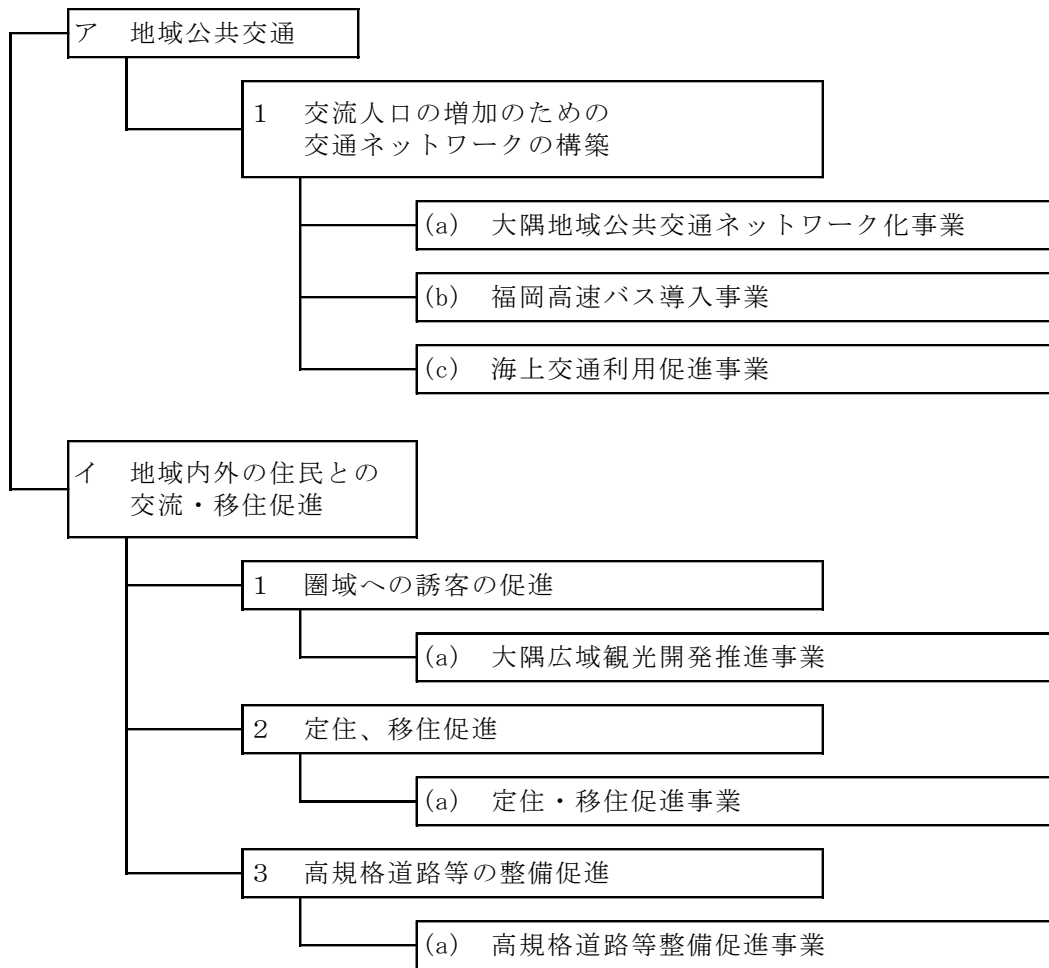 ア　地域公共交通
１　交流人口の増加のための
交通ネットワークの構築
(a)　大隅地域公共交通ネットワーク化事業
(b)　福岡高速バス導入事業
(c)　海上交通利用促進事業
イ　地域内外の住民との
交流・移住促進
１　圏域への誘客の促進
(a)　大隅広域観光開発推進事業
２　定住、移住促進
(a)　定住・移住促進事業
３　高規格道路等の整備促進
(a)　高規格道路等整備促進事業